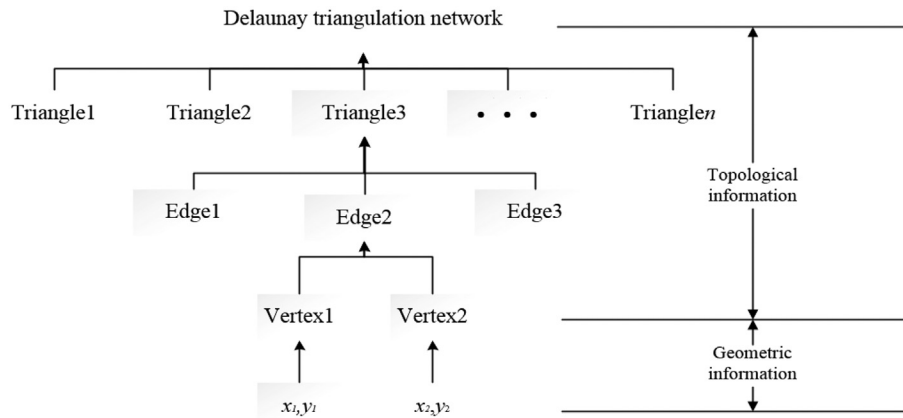 Delaunay triangulation network
Triangle1 Triangle2 Triangle3 • • • Trianglen
Topological
information
Edge1 Edge2 Edge3
Vertex1 Vertex2
Geometric
information
x₁,y₁ x₂,y₂